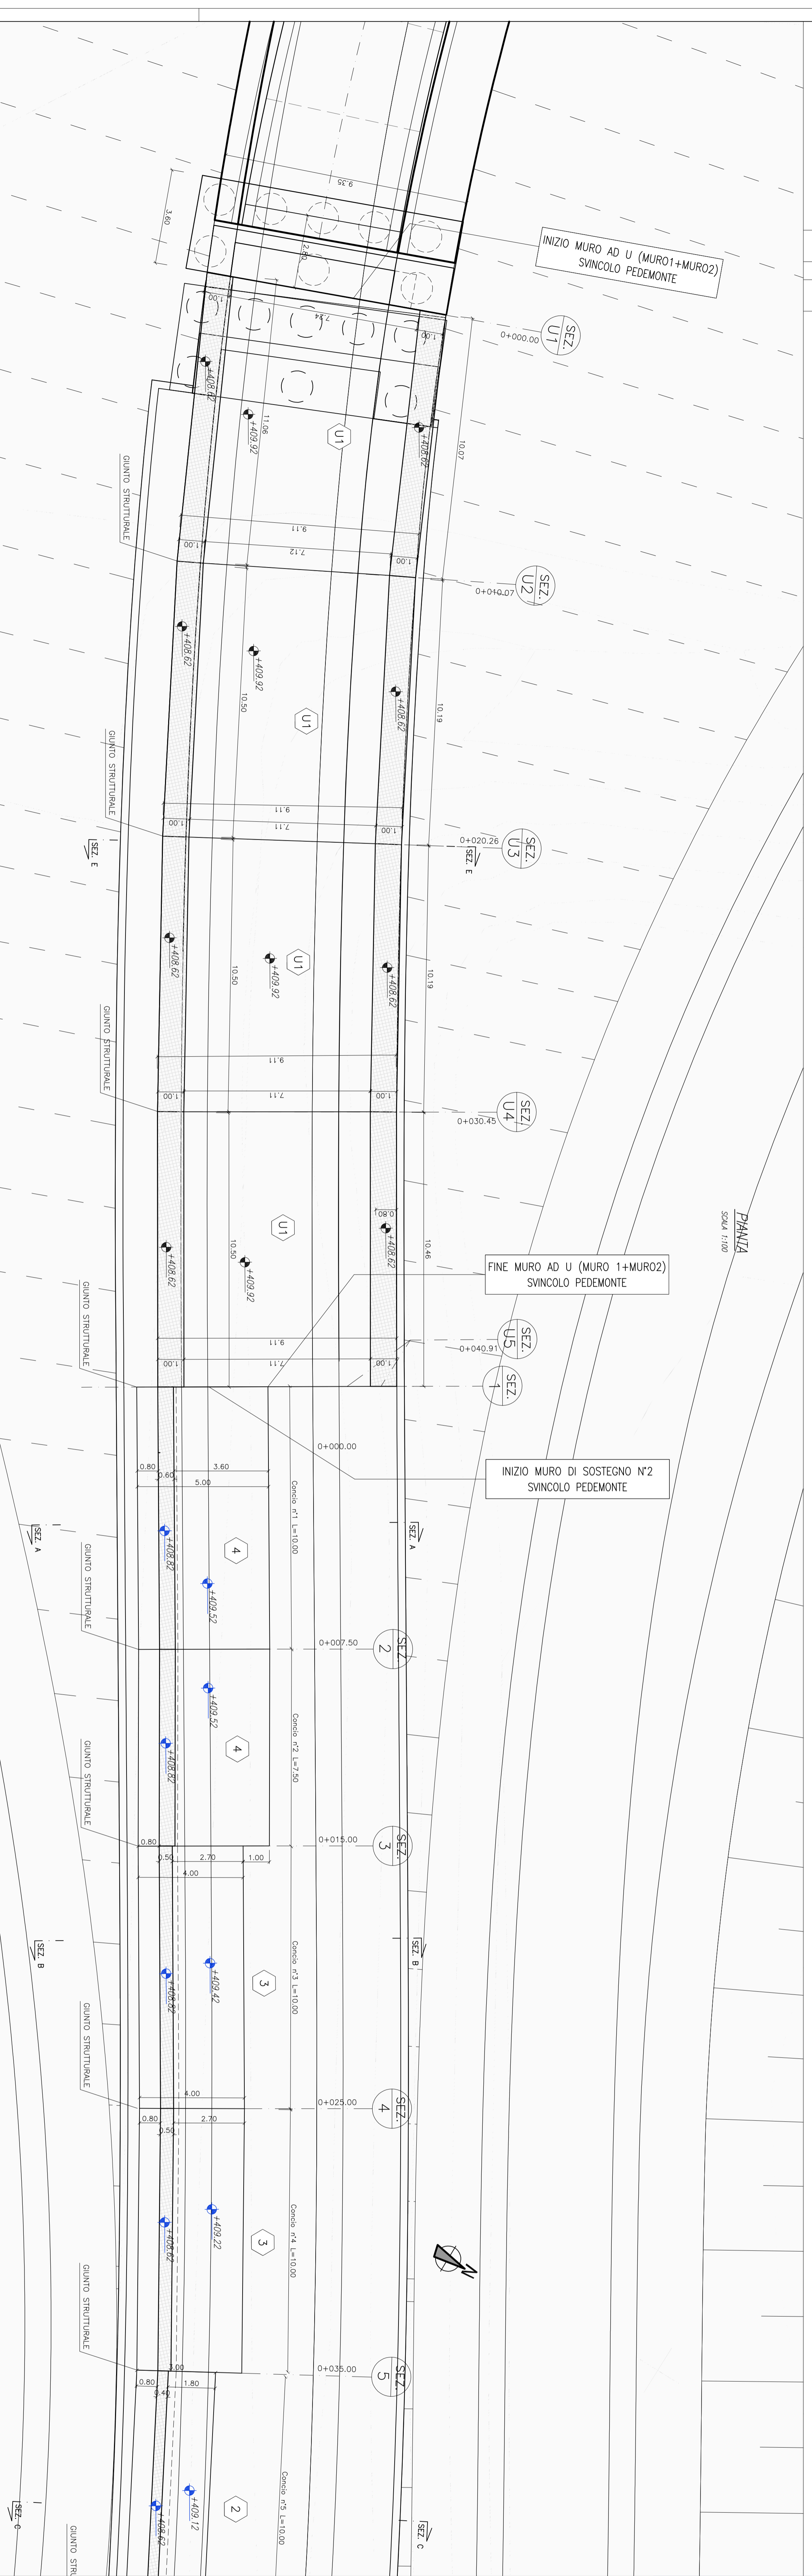 9.35
3.60
2.80
INIZIO MURO AD U (MURO1+MURO2)
SVINCOLO PEDEMONTE
SEZ.
U1
0+000.00
1.00
7.24
1.00
+408.62
+409.92
11.06
U1
+408.62
10.07
GIUNTO STRUTTURALE
9.11
1.00
7.12
1.00
SEZ.
U2
0+010.07
+408.62
+409.92
10.50
U1
+408.62
10.19
GIUNTO STRUTTURALE
9.11
1.00
7.11
1.00
SEZ.
U3
0+020.26
SEZ. E
SEZ. E
+408.62
+409.92
10.50
U1
+408.62
10.19
GIUNTO STRUTTURALE
9.11
1.00
7.11
1.00
SEZ.
U4
0+030.45
PIANTA
SCALA 1:100
0.80
+408.62
+409.92
10.50
U1
+408.62
10.46
FINE MURO AD U (MURO 1+MURO2)
SVINCOLO PEDEMONTE
GIUNTO STRUTTURALE
9.11
1.00
7.11
1.00
SEZ.
U5
0+040.91
SEZ.
1
0+000.00
INIZIO MURO DI SOSTEGNO N°2
SVINCOLO PEDEMONTE
0.80
0.60
3.60
5.00
Concio n°1 L=10.00
SEZ. A
SEZ. A
+408.82
+409.52
4
GIUNTO STRUTTURALE
SEZ.
2
0+007.50
+409.52
+408.82
4
Concio n°2 L=7.50
GIUNTO STRUTTURALE
SEZ.
3
0+015.00
0.80
0.50
2.70
1.00
4.00
SEZ. B
SEZ. B
+408.82
+409.42
3
Concio n°3 L=10.00
GIUNTO STRUTTURALE
4.00
SEZ.
4
0+025.00
0.80
0.50
2.70
+408.62
+409.22
3
Concio n°4 L=10.00
N
GIUNTO STRUTTURALE
3.00
SEZ.
5
0+035.00
0.80
0.40
1.80
+409.12
+408.62
2
Concio n°5 L=10.00
SEZ. C
SEZ. C
GIUNTO